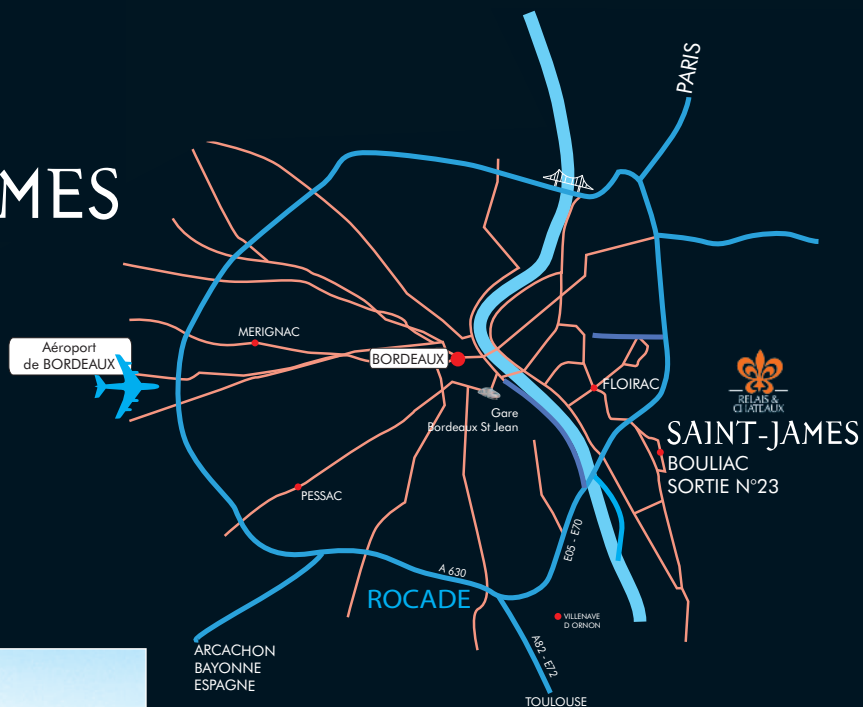 PARIS
MES
MERIGNAC
Aéroport
de BORDEAUX
BORDEAUX
FLOIRAC
RELAIS &
CHATEAUX
Gare
Bordeaux St Jean
SAINT-JAMES
BOULIAC
SORTIE N°23
PESSAC
E05 - E70
A 630
ROCADE
VILLENAVE
D ORNON
A82 - E72
ARCACHON
BAYONNE
ESPAGNE
TOULOUSE